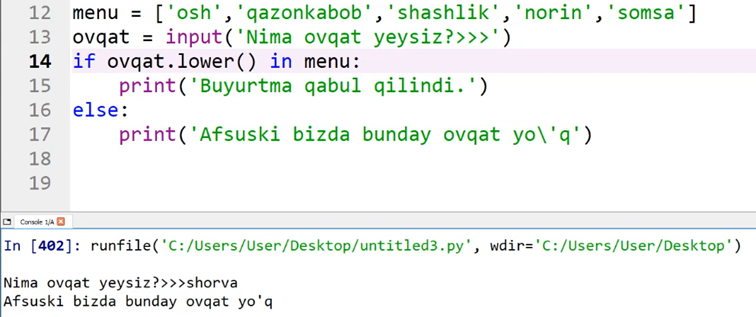 12 menu = ['osh','qazonkabob','shashlik','norin','somsa']
13 ovqat = input('Nima ovqat yeysiz?>>>')
14 if ovqat.lower() in menu:
15     print('Buyurtma qabul qilindi.')
16 else:
17     print('Afsuski bizda bunday ovqat yo\'q')
18
19
Console 1/A
In [402]: runfile('C:/Users/User/Desktop/untitled3.py', wdir='C:/Users/User/Desktop')
Nima ovqat yeysiz?>>>shorva
Afsuski bizda bunday ovqat yo'q